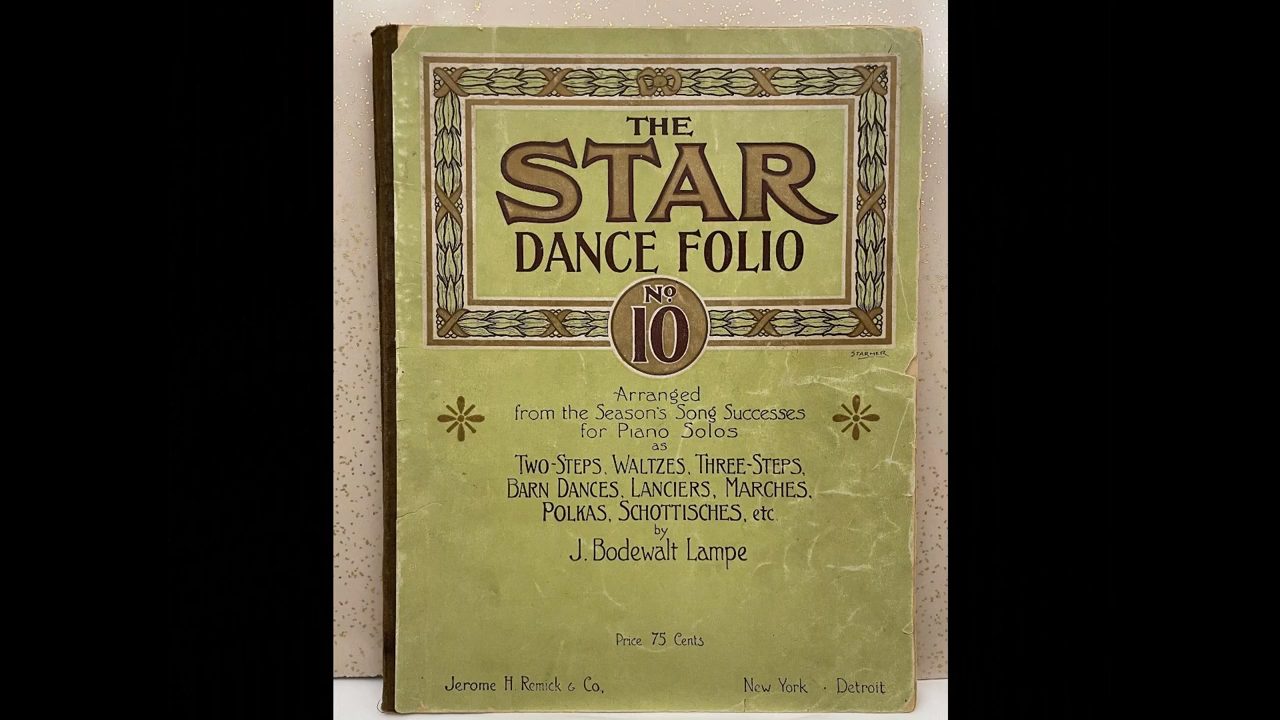 THE
STAR
DANCE FOLIO
No
10
STARMER
Arranged
from the Season's Song Successes
for Piano Solos
as
TWO-STEPS, WALTZES, THREE-STEPS,
BARN DANCES, LANCIERS, MARCHES,
POLKAS, SCHOTTISCHES, etc.
by
J. Bodewalt Lampe
Price 75 Cents
Jerome H. Remick & Co, New York · Detroit